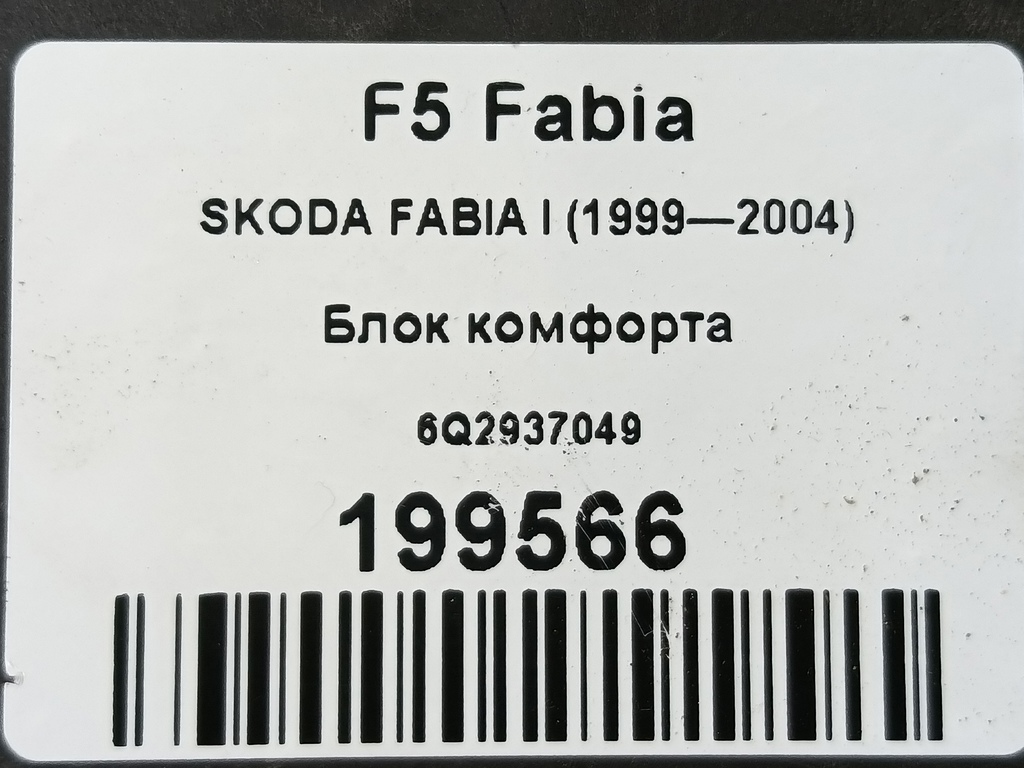 F5 Fabia
SKODA FABIA I (1999—2004)
Блок комфорта
6Q2937049
199566